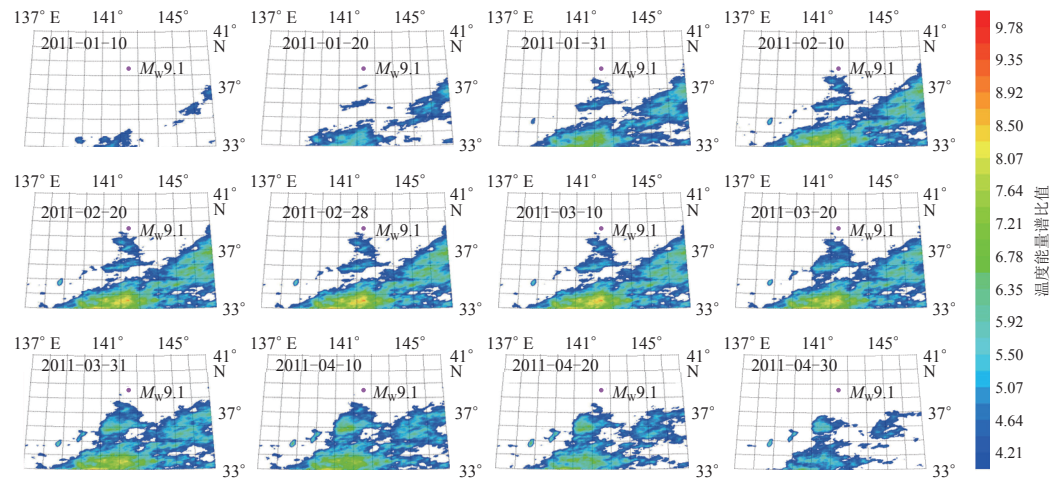 137° E 141° 145° 137° E 141° 145° 137° E 141° 145° 137° E 141° 145°
41° N 41° N 41° N 41° N
2011-01-10 2011-01-20 2011-01-31 2011-02-10
MW9.1 MW9.1 MW9.1 MW9.1
37° 37° 37° 37°
33° 33° 33° 33°
137° E 141° 145° 137° E 141° 145° 137° E 141° 145° 137° E 141° 145°
41° N 41° N 41° N 41° N
2011-02-20 2011-02-28 2011-03-10 2011-03-20
MW9.1 MW9.1 MW9.1 MW9.1
37° 37° 37° 37°
33° 33° 33° 33°
137° E 141° 145° 137° E 141° 145° 137° E 141° 145° 137° E 141° 145°
41° N 41° N 41° N 41° N
2011-03-31 2011-04-10 2011-04-20 2011-04-30
MW9.1 MW9.1 MW9.1 MW9.1
37° 37° 37° 37°
33° 33° 33° 33°
9.78
9.35
8.92
8.50
8.07
7.64
7.21
6.78
6.35
5.92
5.50
5.07
4.64
4.21
温度能量谱比值